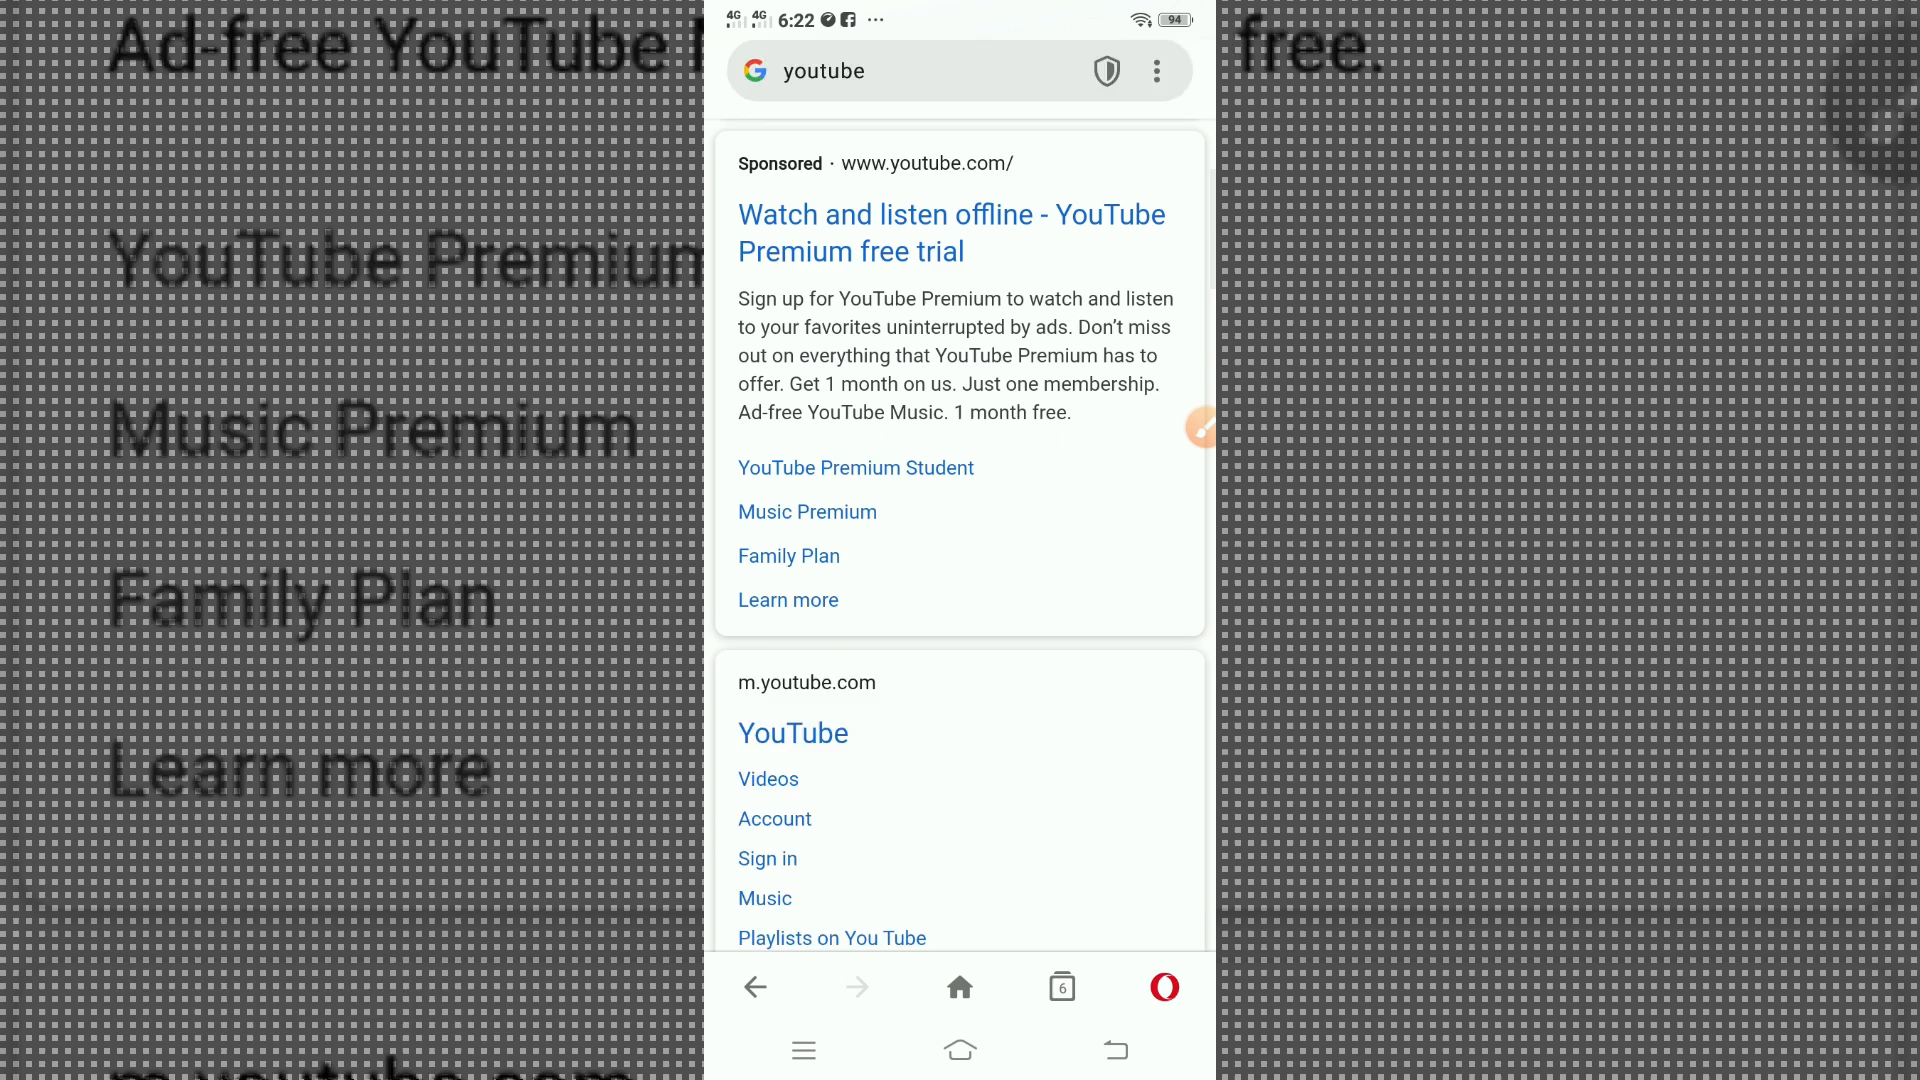 Ad-free YouTube
free.
YouTube Premium
Music Premium
Family Plan
Learn more
m.youtube.com
4G 4G 6:22
94
youtube
Sponsored · www.youtube.com/
Watch and listen offline - YouTube
Premium free trial
Sign up for YouTube Premium to watch and listen
to your favorites uninterrupted by ads. Don’t miss
out on everything that YouTube Premium has to
offer. Get 1 month on us. Just one membership.
Ad-free YouTube Music. 1 month free.
YouTube Premium Student
Music Premium
Family Plan
Learn more
m.youtube.com
YouTube
Videos
Account
Sign in
Music
Playlists on You Tube
6